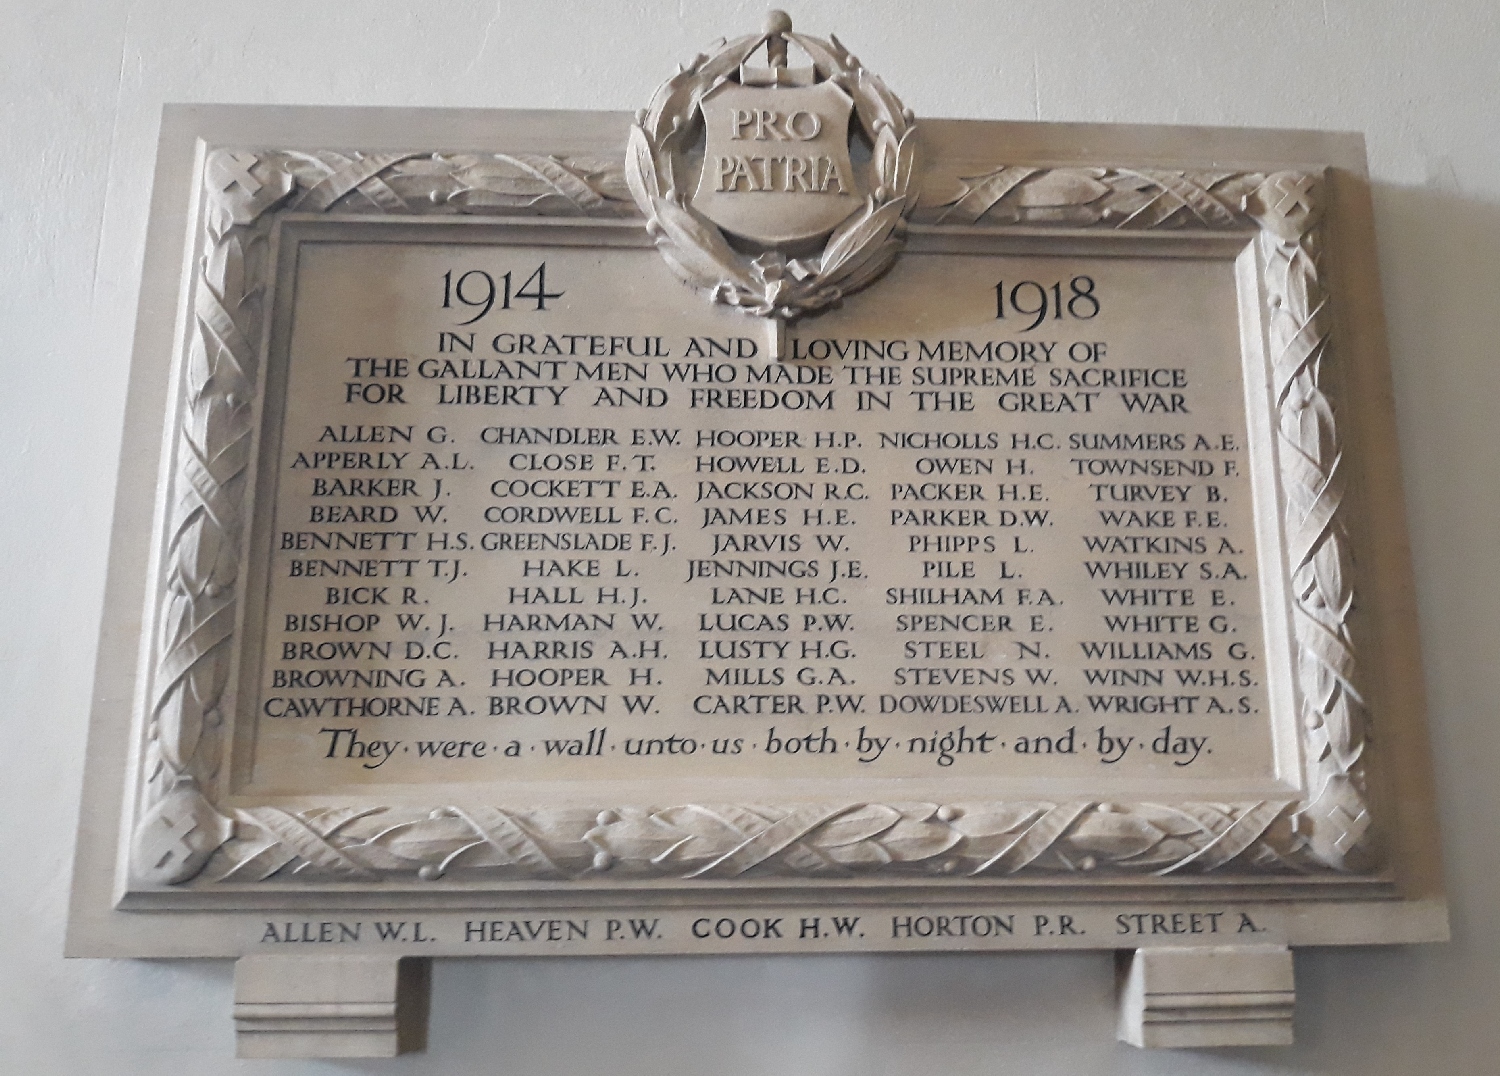 PRO
PATRIA
1914 1918
IN GRATEFUL AND LOVING MEMORY OF
THE GALLANT MEN WHO MADE THE SUPREME SACRIFICE
FOR LIBERTY AND FREEDOM IN THE GREAT WAR
ALLEN G. CHANDLER E.W. HOOPER H.P. NICHOLLS H.C. SUMMERS A.E.
APPERLY A.L. CLOSE F.T. HOWELL E.D. OWEN H. TOWNSEND F.
BARKER J. COCKETT E.A. JACKSON R.C. PACKER H.E. TURVEY B.
BEARD W. CORDWELL F.C. JAMES H.E. PARKER D.W. WAKE F.E.
BENNETT H.S. GREENSLADE F.J. JARVIS W. PHIPPS L. WATKINS A.
BENNETT T.J. HAKE L. JENNINGS J.E. PILE L. WHILEY S.A.
BICK R. HALL H.J. LANE H.C. SHILHAM F.A. WHITE E.
BISHOP W.J. HARMAN W. LUCAS P.W. SPENCER E. WHITE G.
BROWN D.C. HARRIS A.H. LUSTY H.G. STEEL N. WILLIAMS G.
BROWNING A. HOOPER H. MILLS G.A. STEVENS W. WINN W.H.S.
CAWTHORNE A. BROWN W. CARTER P.W. DOWDESWELL A. WRIGHT A.S.
They·were·a·wall·unto·us·both·by·night·and·by·day.
ALLEN W.L. HEAVEN P.W. COOK H.W. HORTON P.R. STREET A.